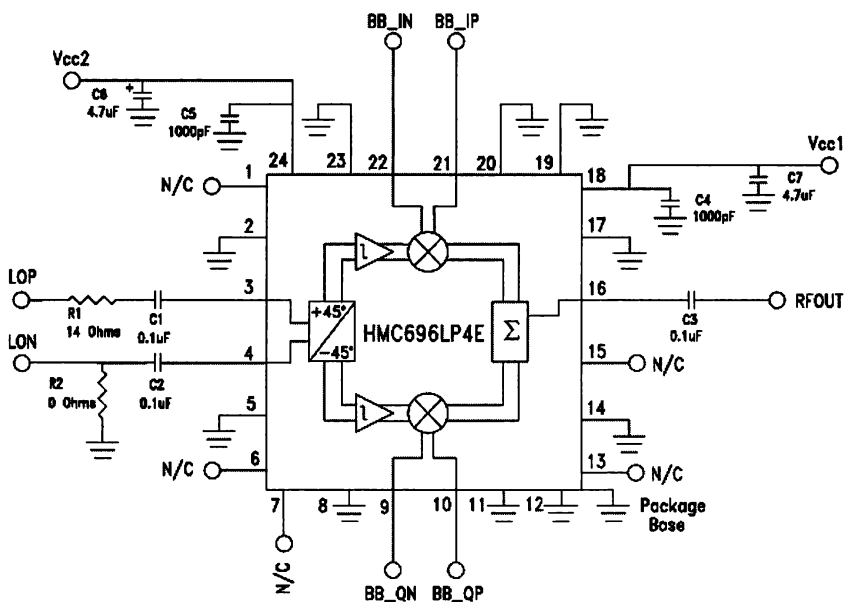 BB_IN
BB_IP
Vcc2
C6
4.7uF
+
C5
1000pF
Vcc1
C7
4.7uF
C4
1000pF
24
23
22
21
20
19
1
N/C
2
3
4
5
6
N/C
18
17
16
15
N/C
14
13
N/C
LOP
R1
14 Ohms
C1
0.1uF
LON
R2
0 Ohms
C2
0.1uF
+45°
-45°
HMC696LP4E
Σ
C3
0.1uF
RFOUT
7
8
9
10
11
12
Package
Base
N/C
BB_QN
BB_QP